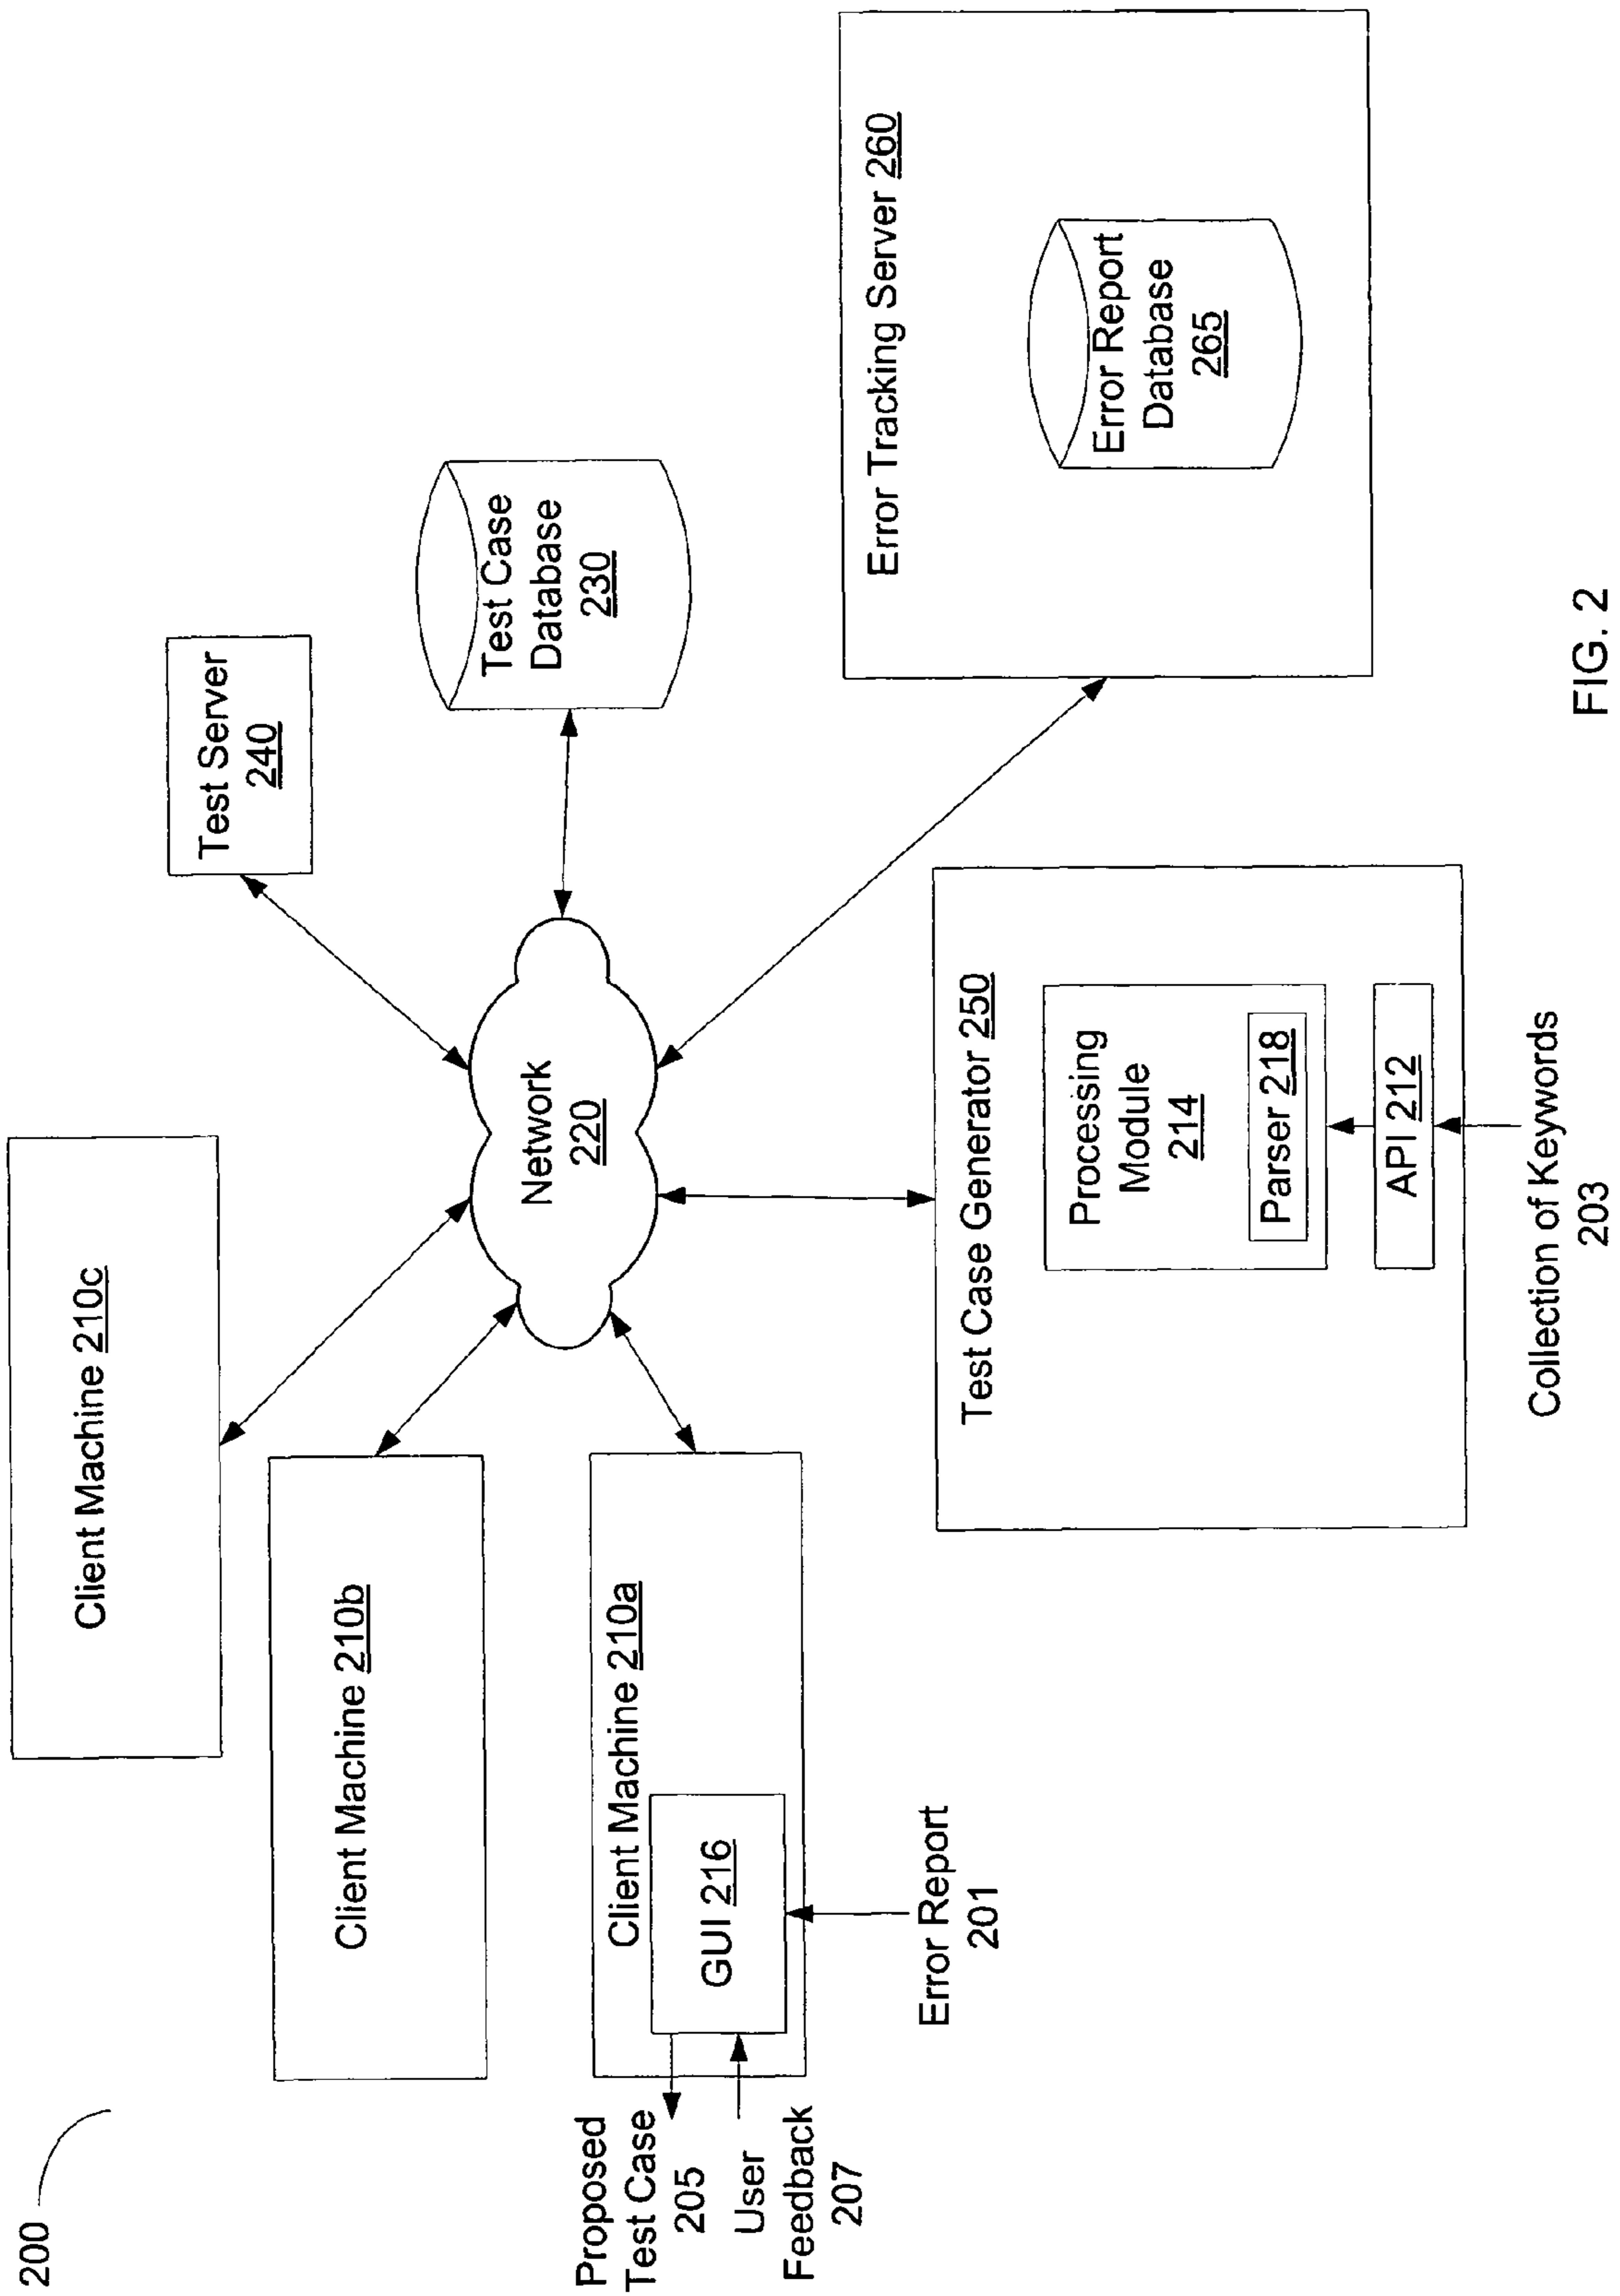 200
Client Machine 210c
Client Machine 210b
Client Machine 210a
GUI 216
Proposed
Test Case
205
User
Feedback
207
Error Report
201
Network
220
Test Server
240
Test Case
Database
230
Test Case Generator 250
Processing
Module
214
Parser 218
API 212
Collection of Keywords
203
Error Tracking Server 260
Error Report
Database
265
FIG. 2